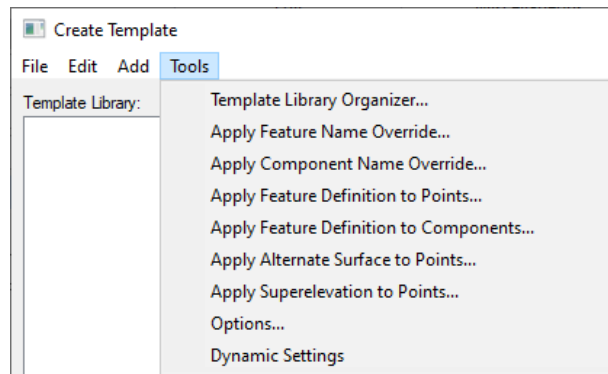 Create Template
File Edit Add Tools
Template Library:
Template Library Organizer...
Apply Feature Name Override...
Apply Component Name Override...
Apply Feature Definition to Points...
Apply Feature Definition to Components...
Apply Alternate Surface to Points...
Apply Superelevation to Points...
Options...
Dynamic Settings